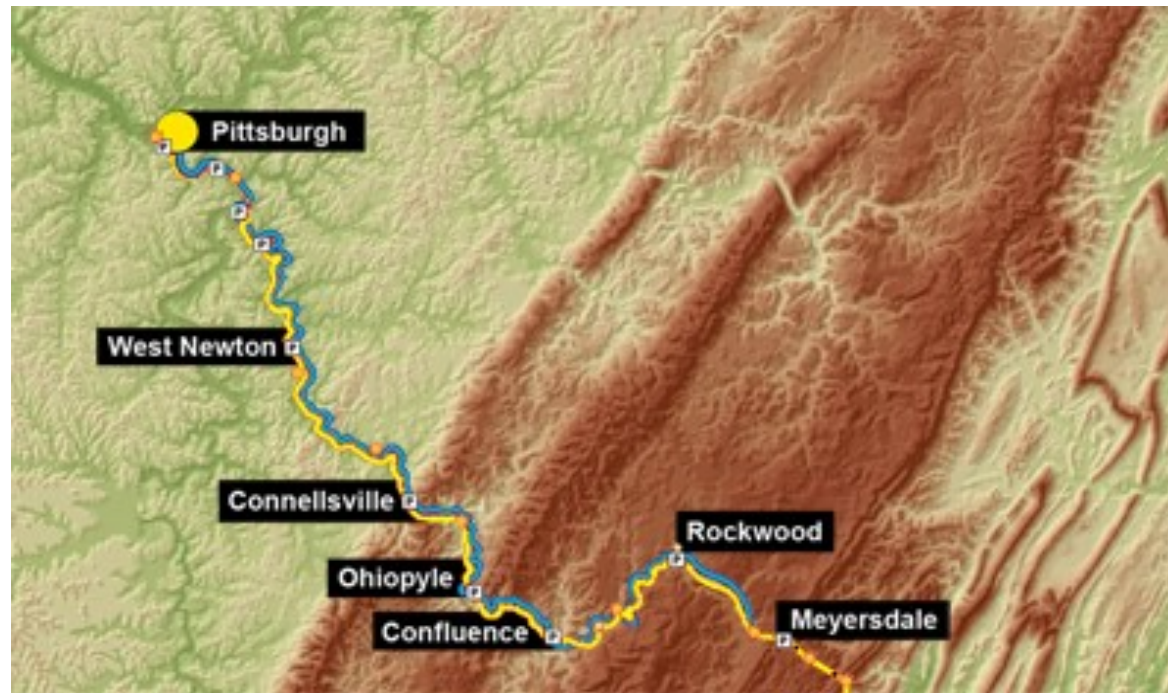 Pittsburgh
P
P
P
P
West Newton P
Connellsville P
Rockwood
P
Ohiopyle P
Confluence P
Meyersdale
P